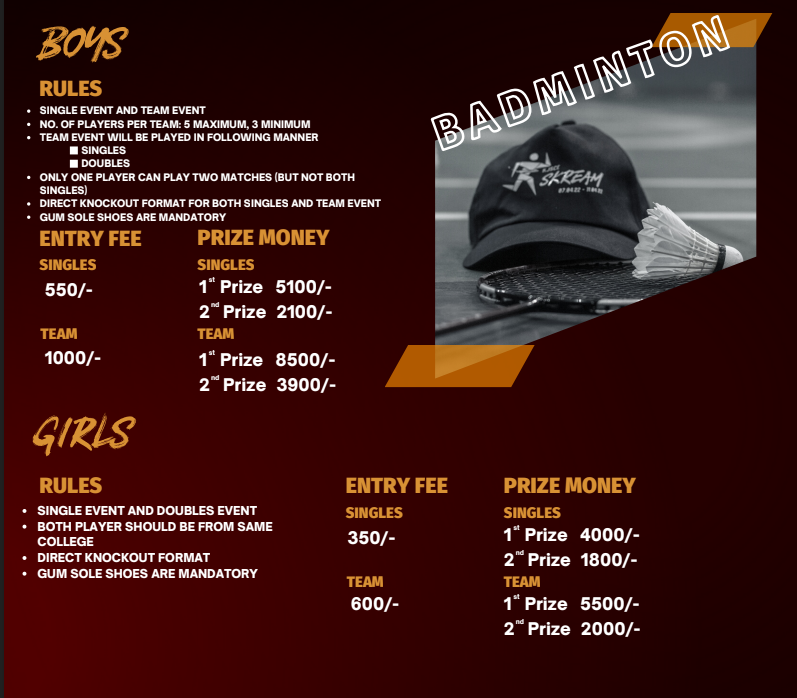 BOYS
BADMINTON
RULES
SINGLE EVENT AND TEAM EVENT
NO. OF PLAYERS PER TEAM: 5 MAXIMUM, 3 MINIMUM
TEAM EVENT WILL BE PLAYED IN FOLLOWING MANNER
SINGLES
DOUBLES
ONLY ONE PLAYER CAN PLAY TWO MATCHES (BUT NOT BOTH
SINGLES)
DIRECT KNOCKOUT FORMAT FOR BOTH SINGLES AND TEAM EVENT
GUM SOLE SHOES ARE MANDATORY
ENTRY FEE
SINGLES
550/-
TEAM
1000/-
PRIZE MONEY
SINGLES
1st Prize 5100/-
2nd Prize 2100/-
TEAM
1st Prize 8500/-
2nd Prize 3900/-
SKREAM
GIRLS
RULES
SINGLE EVENT AND DOUBLES EVENT
BOTH PLAYER SHOULD BE FROM SAME
COLLEGE
DIRECT KNOCKOUT FORMAT
GUM SOLE SHOES ARE MANDATORY
ENTRY FEE
SINGLES
350/-
TEAM
600/-
PRIZE MONEY
SINGLES
1st Prize 4000/-
2nd Prize 1800/-
TEAM
1st Prize 5500/-
2nd Prize 2000/-